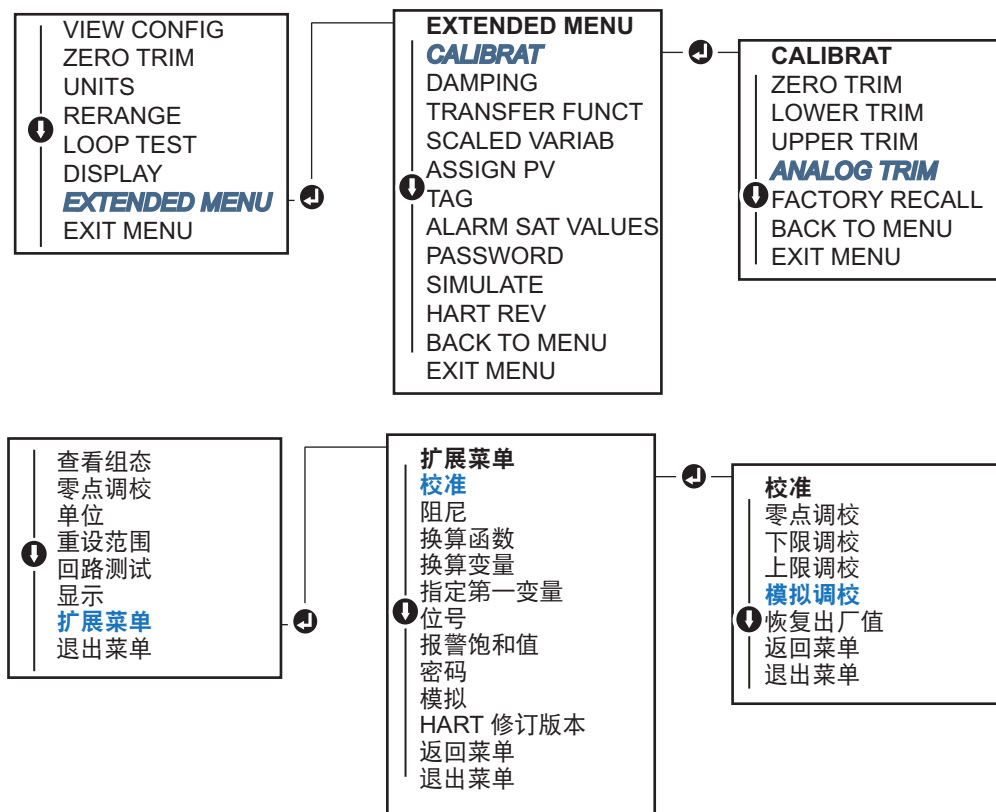 VIEW CONFIG
ZERO TRIM
UNITS
RERANGE
LOOP TEST
DISPLAY
EXTENDED MENU
EXIT MENU
EXTENDED MENU
CALIBRAT
DAMPING
TRANSFER FUNCT
SCALED VARIAB
ASSIGN PV
TAG
ALARM SAT VALUES
PASSWORD
SIMULATE
HART REV
BACK TO MENU
EXIT MENU
CALIBRAT
ZERO TRIM
LOWER TRIM
UPPER TRIM
ANALOG TRIM
FACTORY RECALL
BACK TO MENU
EXIT MENU
查看组态
零点调校
单位
重设范围
回路测试
显示
扩展菜单
退出菜单
扩展菜单
校准
阻尼
换算函数
换算变量
指定第一变量
位号
报警饱和值
密码
模拟
HART 修订版本
返回菜单
退出菜单
校准
零点调校
下限调校
上限调校
模拟调校
恢复出厂值
返回菜单
退出菜单